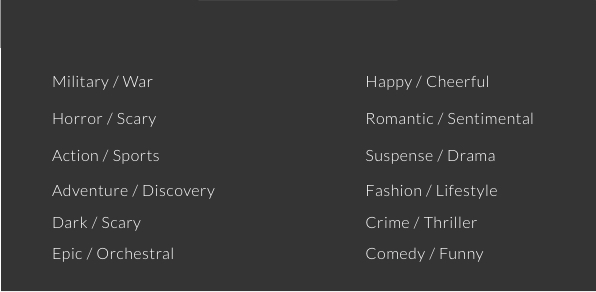 Military / War
Horror / Scary
Action / Sports
Adventure / Discovery
Dark / Scary
Epic / Orchestral
Happy / Cheerful
Romantic / Sentimental
Suspense / Drama
Fashion / Lifestyle
Crime / Thriller
Comedy / Funny